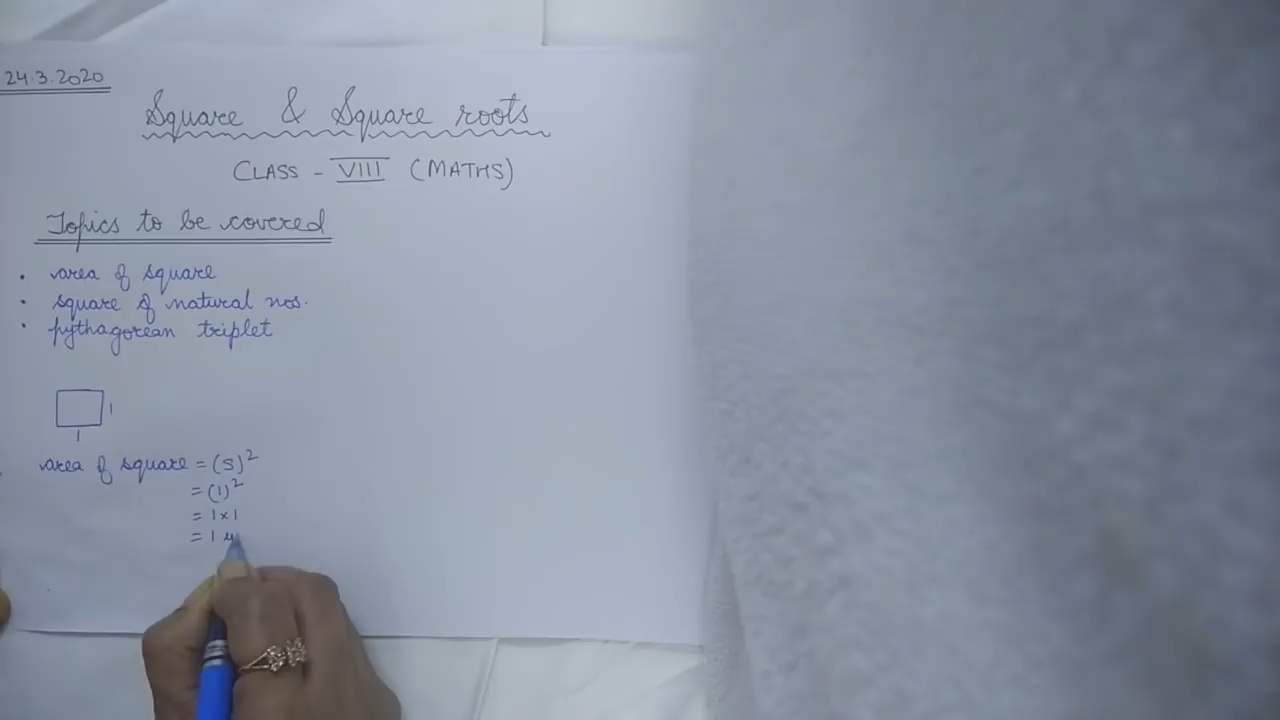 24.3.2020
Square & Square roots
CLASS - VIII (MATHS)
Topics to be covered
• area of square
• square of natural nos.
• pythagorean triplet
1
1
area of square = (S)²
= (1)²
= 1×1
= 1